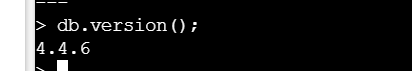 ---
> db.version();
4.4.6
>